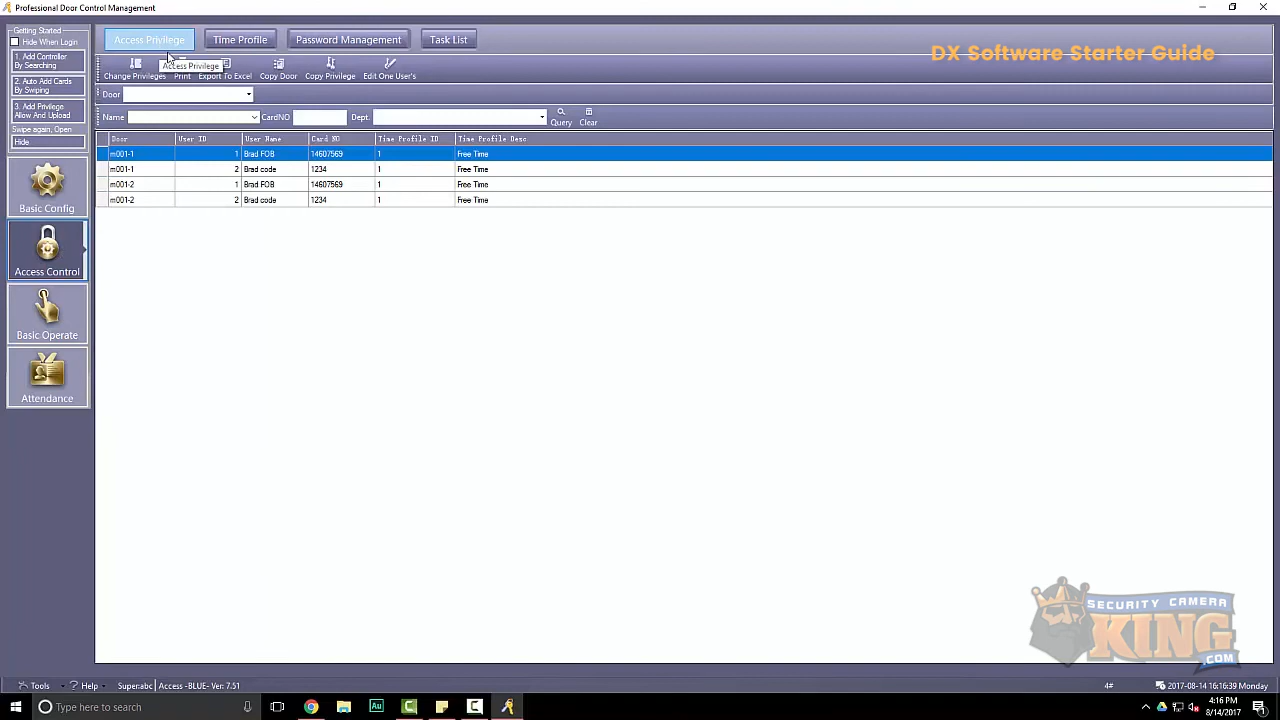 Professional Door Control Management
Getting Started
Hide When Login
1. Add Controller
By Searching
2. Auto Add Cards
By Swiping
3. Add Privilege
Allow And Upload
Swipe again, Open
Hide
Basic Config
Access Control
Basic Operate
Attendance
Access Privilege Time Profile Password Management Task List
DX Software Starter Guide
Access Privilege
Change Privileges Print Export To Excel Copy Door Copy Privilege Edit One User's
Door
Name CardNO Dept. Query Clear
Door User ID User Name Card NO Time Profile ID Time Profile Desc
m001-1 1 Brad FOB 14607569 1 Free Time
m001-1 2 Brad code 1234 1 Free Time
m001-2 1 Brad FOB 14607569 1 Free Time
m001-2 2 Brad code 1234 1 Free Time
SECURITY CAMERA
KING
.COM
Tools Help Super:abc Access -BLUE- Ver: 7.51 4# 2017-08-14 16:16:39 Monday
Type here to search
Au
4:16 PM
8/14/2017
1